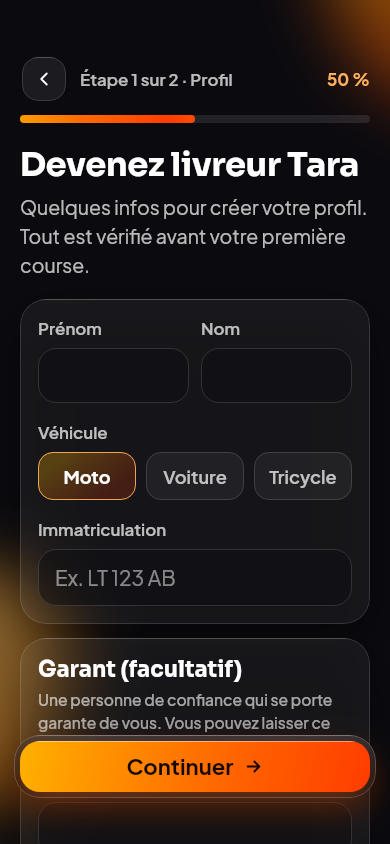 Étape 1 sur 2 · Profil
50 %
Devenez livreur Tara
Quelques infos pour créer votre profil.
Tout est vérifié avant votre première
course.
Prénom
Nom
Véhicule
Moto
Voiture
Tricycle
Immatriculation
Ex. LT 123 AB
Garant (facultatif)
Une personne de confiance qui se porte
garante de vous. Vous pouvez laisser ce
Continuer →